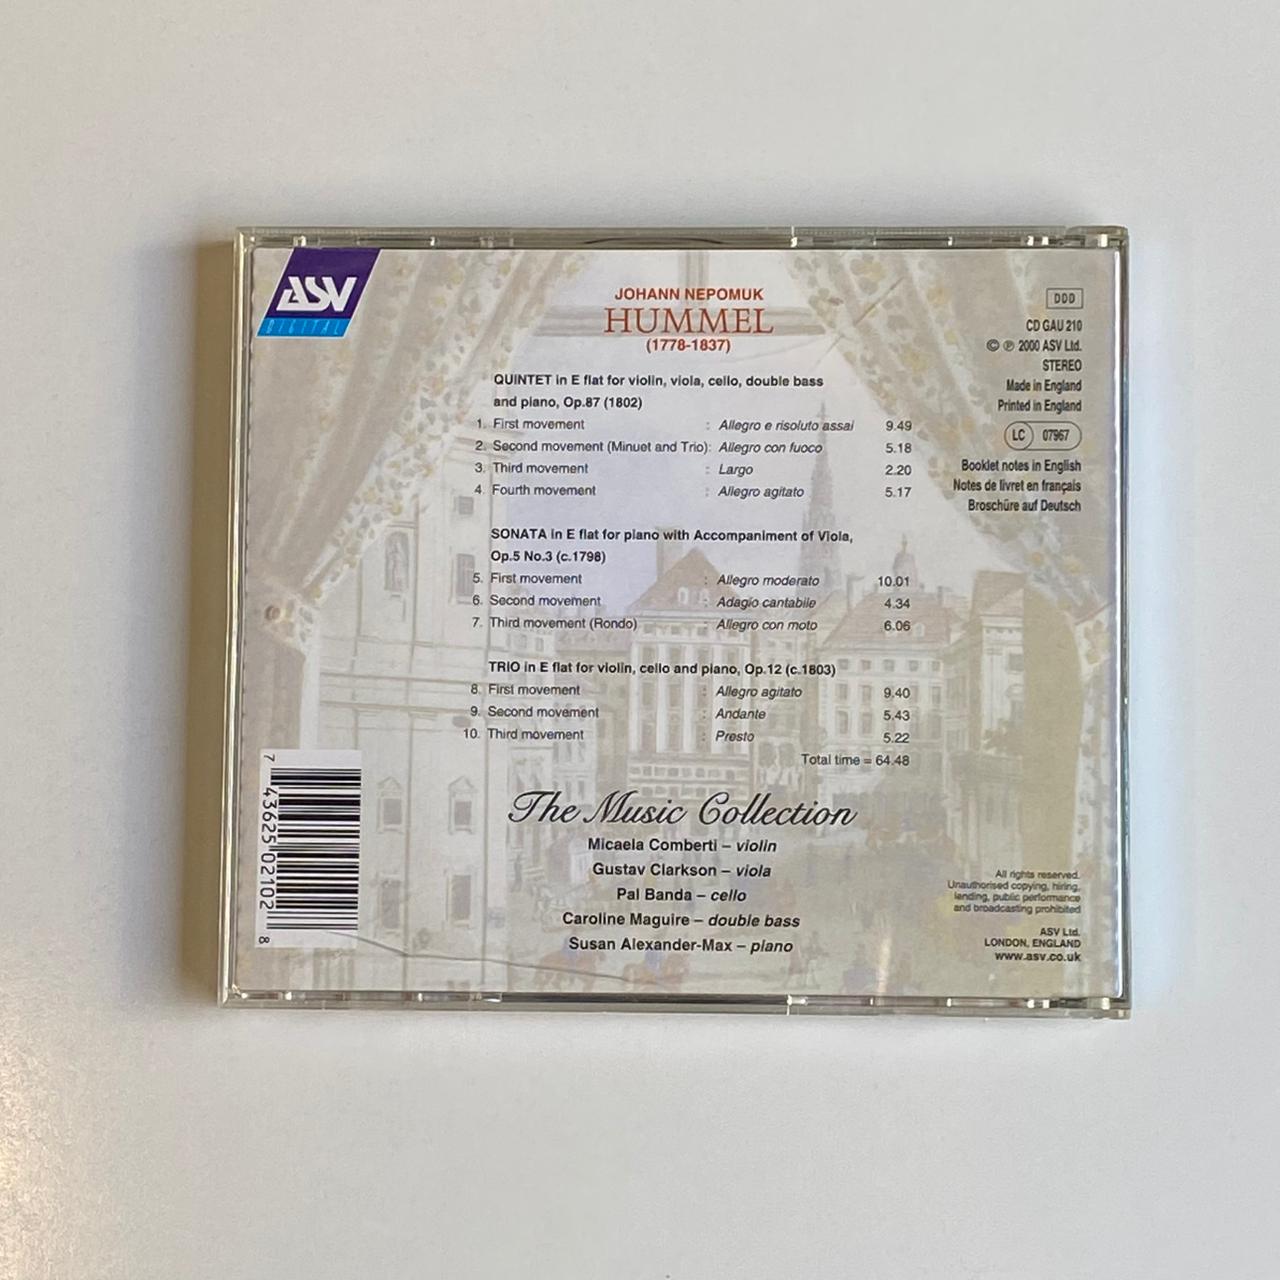 ASV
DIGITAL
JOHANN NEPOMUK
HUMMEL
(1778-1837)
DDD
CD GAU 210
© ℗ 2000 ASV Ltd.
STEREO
Made in England
Printed in England
LC 07967
Booklet notes in English
Notes de livret en français
Broschüre auf Deutsch
QUINTET in E flat for violin, viola, cello, double bass
and piano, Op.87 (1802)
1. First movement : Allegro e risoluto assai 9.49
2. Second movement (Minuet and Trio): Allegro con fuoco 5.18
3. Third movement : Largo 2.20
4. Fourth movement : Allegro agitato 5.17
SONATA in E flat for piano with Accompaniment of Viola,
Op.5 No.3 (c.1798)
5. First movement : Allegro moderato 10.01
6. Second movement : Adagio cantabile 4.34
7. Third movement (Rondo) : Allegro con moto 6.06
TRIO in E flat for violin, cello and piano, Op.12 (c.1803)
8. First movement : Allegro agitato 9.40
9. Second movement : Andante 5.43
10. Third movement : Presto 5.22
Total time = 64.48
The Music Collection
Micaela Comberti – violin
Gustav Clarkson – viola
Pal Banda – cello
Caroline Maguire – double bass
Susan Alexander-Max – piano
7 43625 02102 8
All rights reserved.
Unauthorised copying, hiring,
lending, public performance
and broadcasting prohibited
ASV Ltd.
LONDON, ENGLAND
www.asv.co.uk